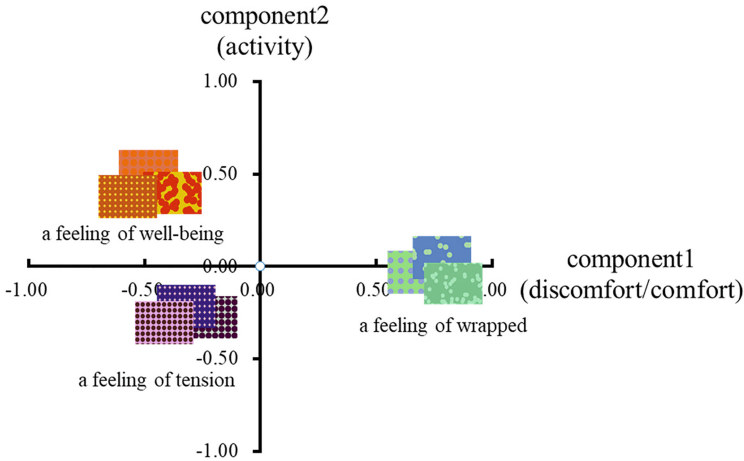 component2
(activity)
1.00
0.50
a feeling of well-being
component1
(discomfort/comfort)
-1.00
-0.50
0.00
0.00
0.50
1.00
a feeling of wrapped
a feeling of tension
-0.50
-1.00